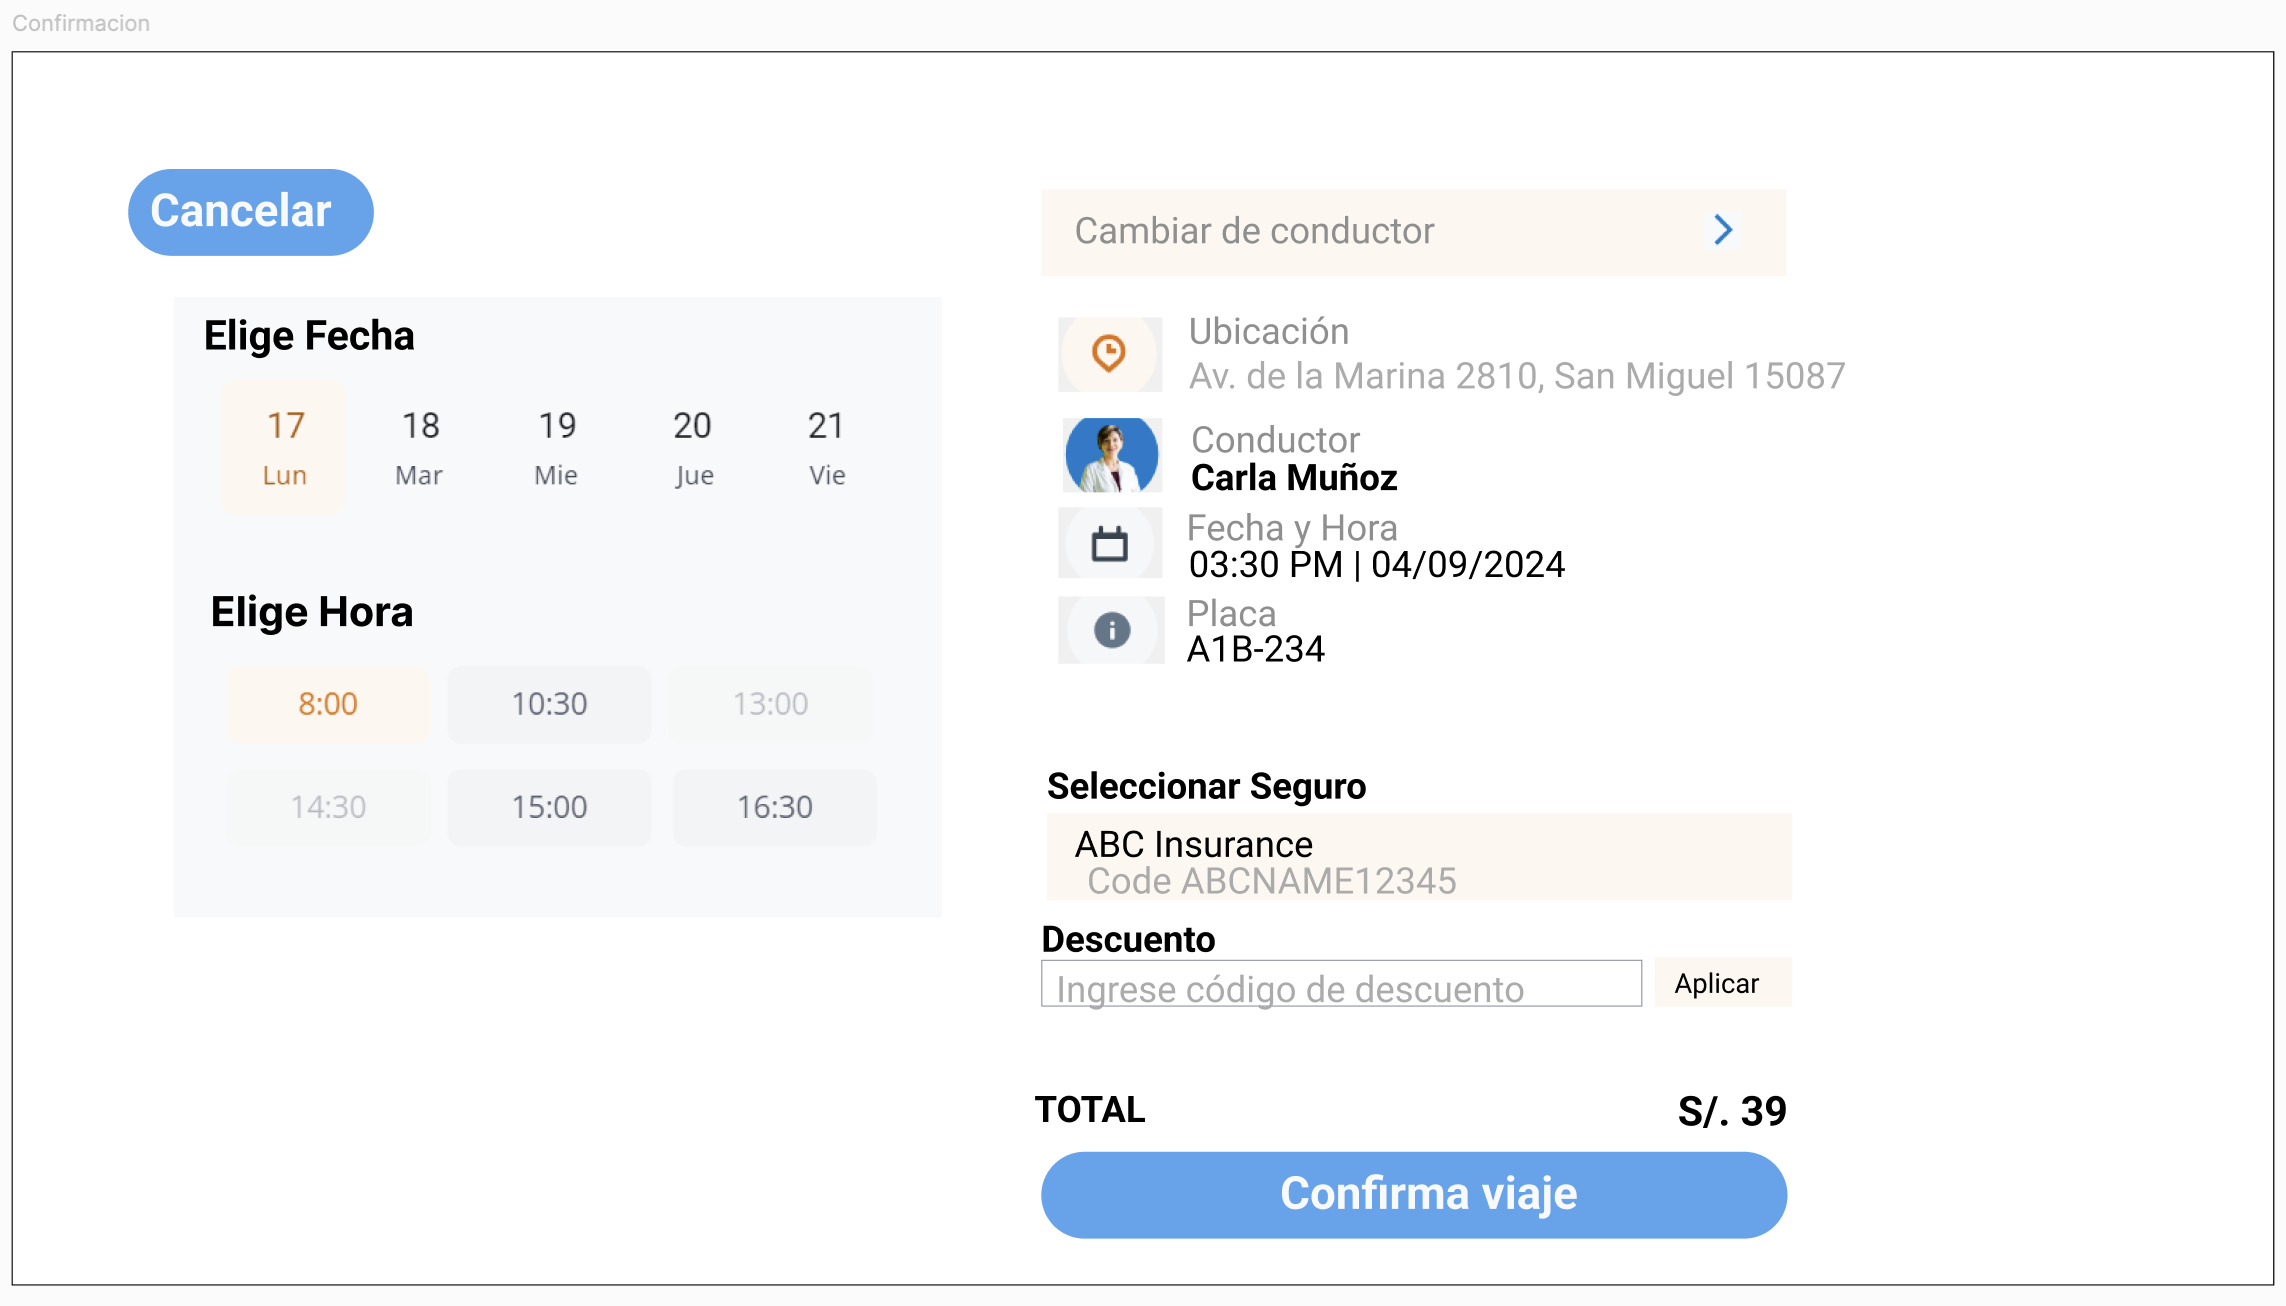 Confirmacion
Cancelar
Elige Fecha
17 18 19 20 21
Lun Mar Mie Jue Vie
Elige Hora
8:00 10:30 13:00
14:30 15:00 16:30
Cambiar de conductor
Ubicación
Av. de la Marina 2810, San Miguel 15087
Conductor
Carla Muñoz
Fecha y Hora
03:30 PM | 04/09/2024
Placa
A1B-234
Seleccionar Seguro
ABC Insurance
Code ABCNAME12345
Descuento
Ingrese código de descuento Aplicar
TOTAL S/. 39
Confirma viaje